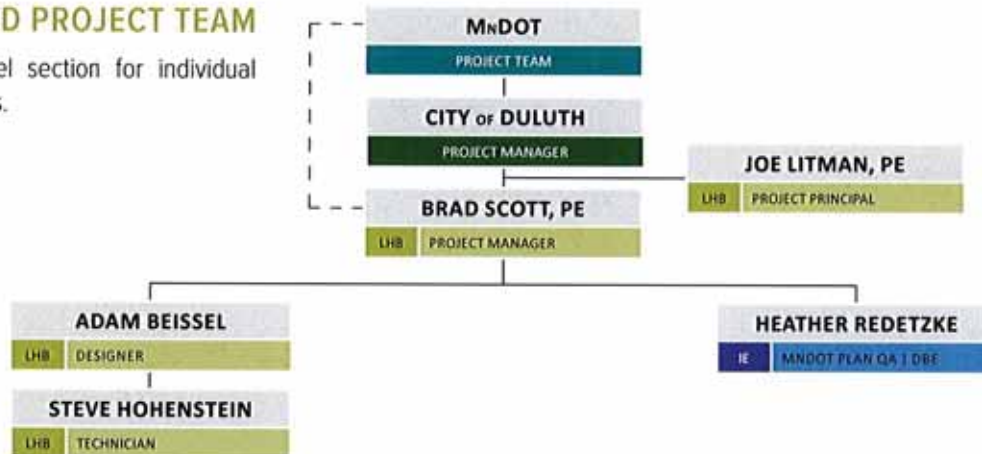 D PROJECT TEAM
el section for individual
s.
MNDOT
PROJECT TEAM
CITY OF DULUTH
PROJECT MANAGER
JOE LITMAN, PE
LHB PROJECT PRINCIPAL
BRAD SCOTT, PE
LHB PROJECT MANAGER
ADAM BEISSEL
LHB DESIGNER
STEVE HOHENSTEIN
LHB TECHNICIAN
HEATHER REDETZKE
IE MNDOT PLAN QA | DBE